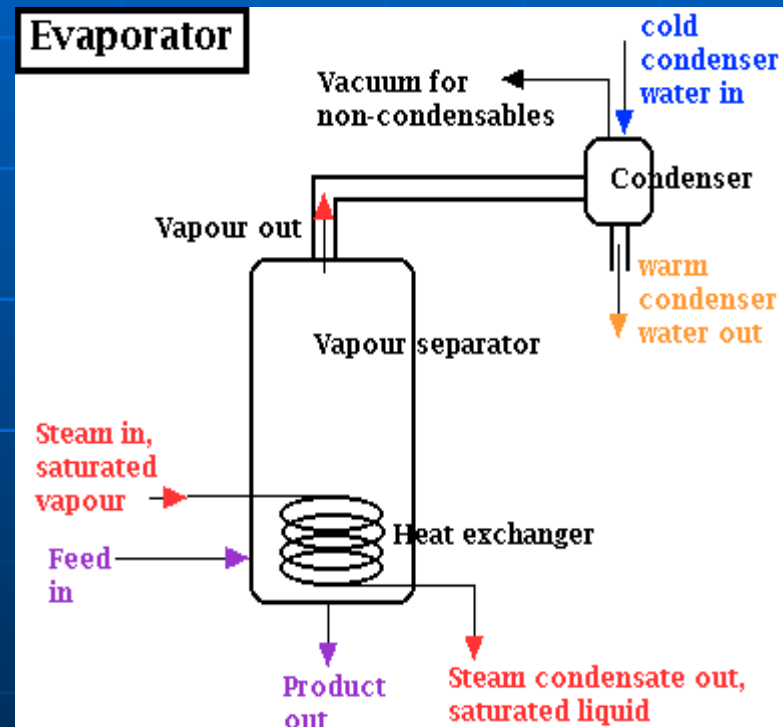 Evaporator
cold
condenser
water in
Vacuum for
non-condensables
Condenser
Vapour out
warm
condenser
water out
Vapour separator
Steam in,
saturated
vapour
Heat exchanger
Feed
in
Product
out
Steam condensate out,
saturated liquid